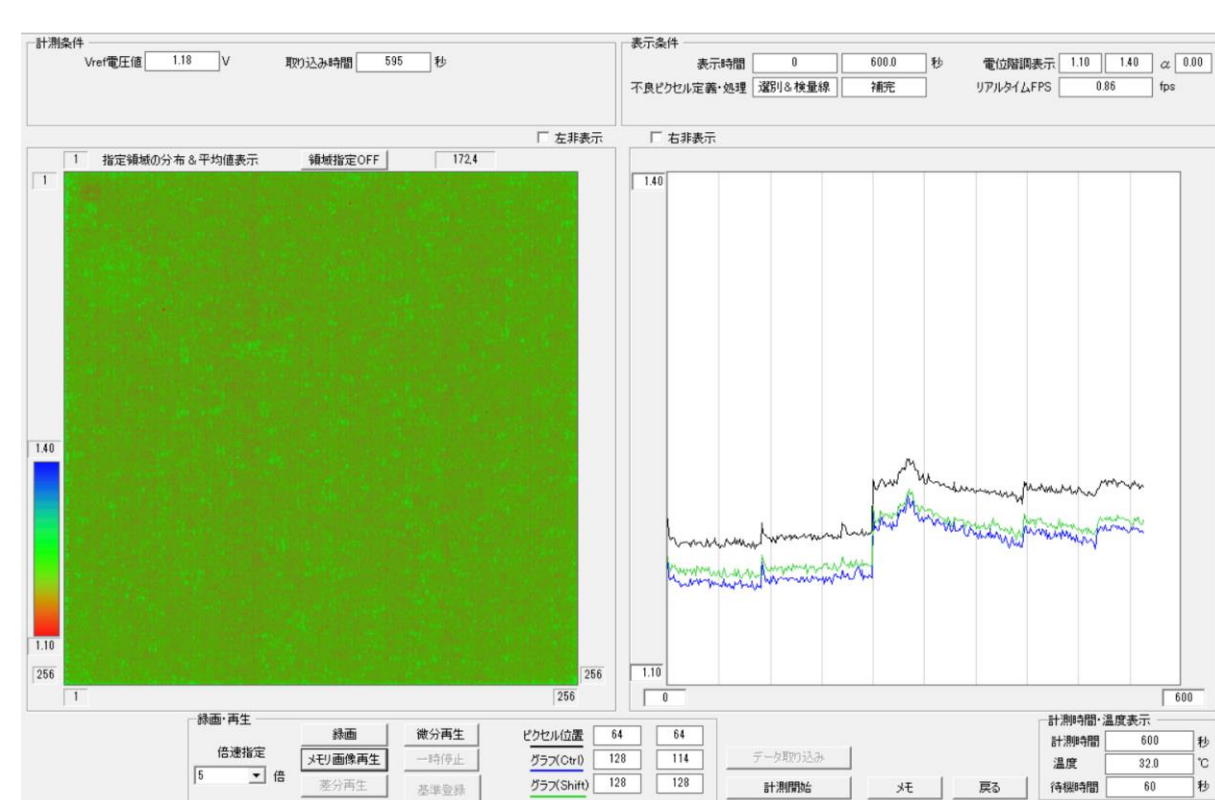 計測条件
Vref電圧値 1.18 V 取り込み時間 595 秒
表示条件
表示時間 0 600.0 秒 電位階調表示 1.10 1.40 α 0.00
不良ピクセル定義・処理 選別&検量線 補完 リアルタイムFPS 0.86 fps
左非表示 右非表示
1 指定領域の分布&平均値表示 領域指定OFF 172,4
1
1.40
1.40
1.10
256
256
1.10
1 256
0 600
録画・再生
倍速指定
5 倍
録画 微分再生
メモリ画像再生 一時停止
差分再生 基準登録
ピクセル位置 64 64
グラフ(Ctrl) 128 114
グラフ(Shift) 128 128
データ取り込み
計測開始 メモ 戻る
計測時間・温度表示
計測時間 600 秒
温度 32.0 ℃
待機時間 60 秒